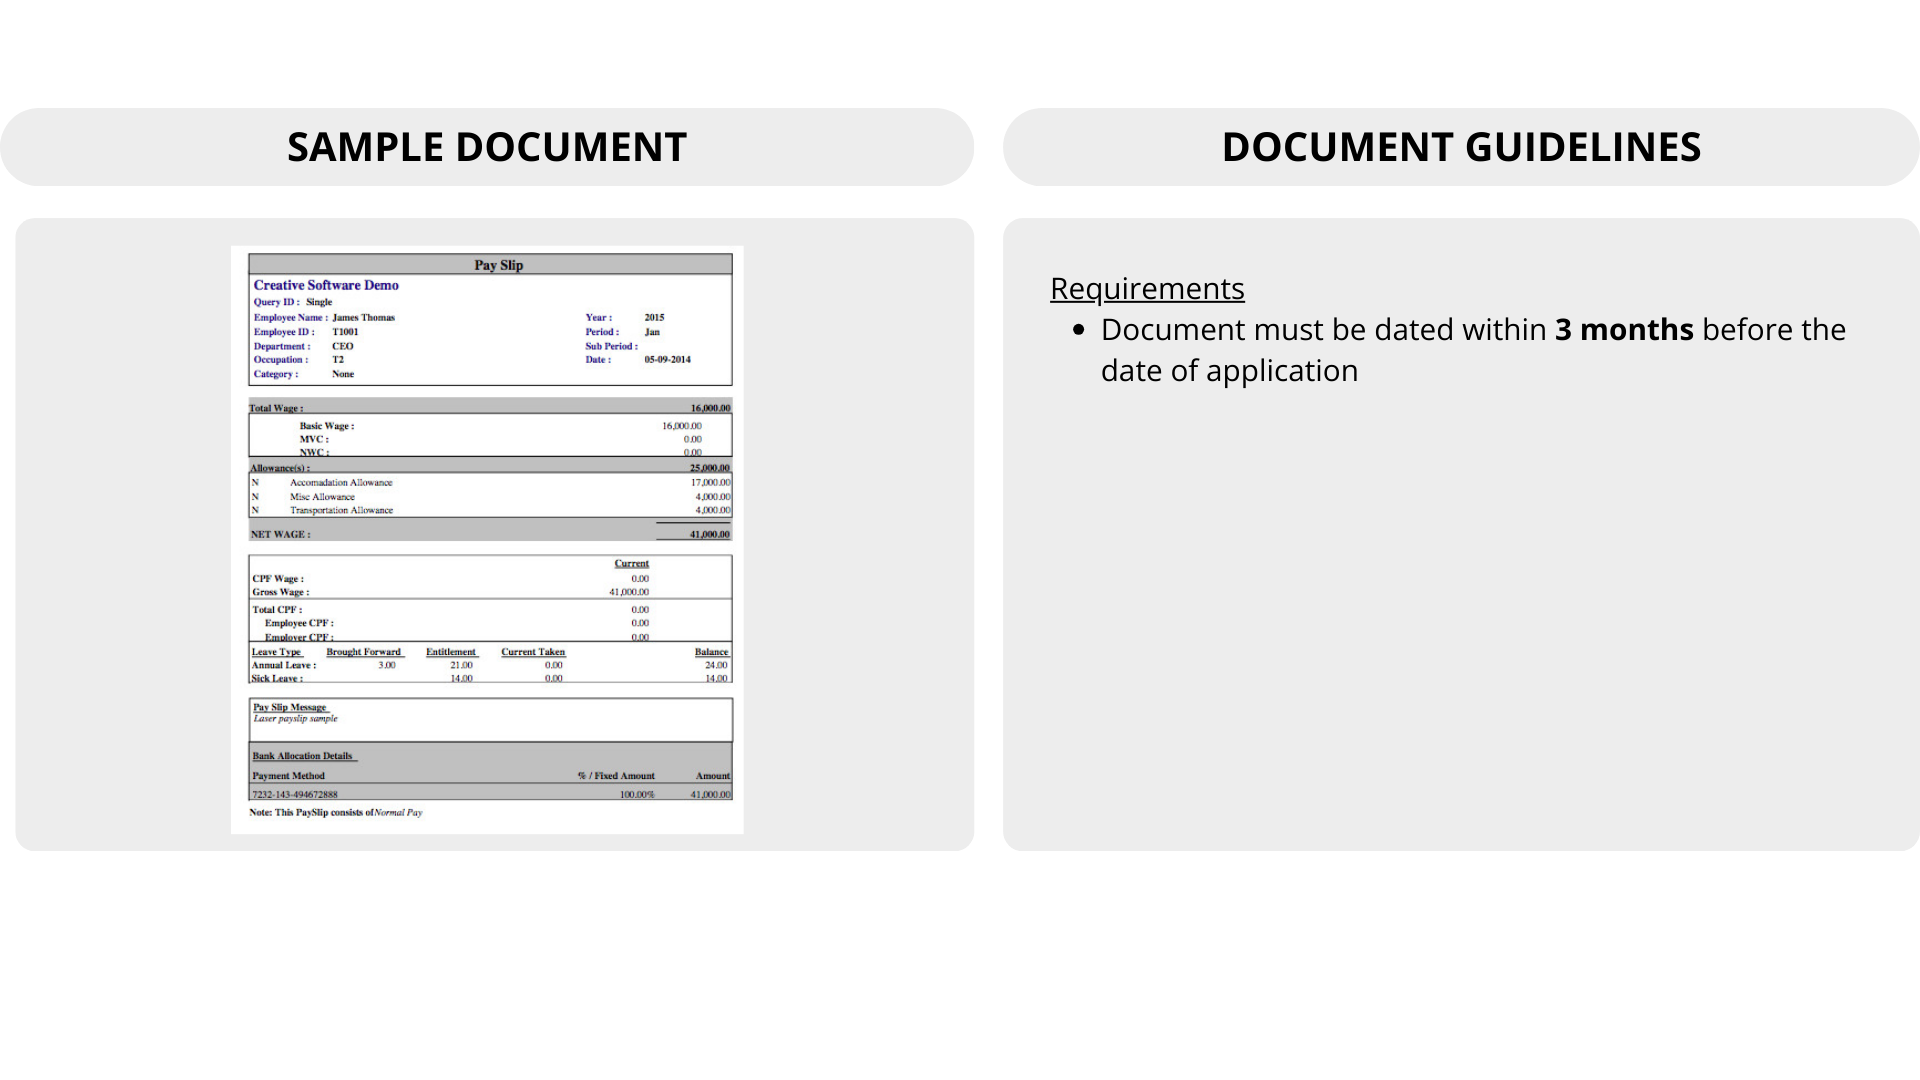 SAMPLE DOCUMENT
DOCUMENT GUIDELINES
Pay Slip
Creative Software Demo
Query ID : Single
Employee Name : James Thomas Year : 2015
Employee ID : T1001 Period : Jan
Department : CEO Sub Period :
Occupation : T2 Date : 05-09-2014
Category : None
Total Wage : 16,000.00
Basic Wage : 16,000.00
MVC : 0.00
NWC : 0.00
Allowance(s) : 25,000.00
N Accomadation Allowance 17,000.00
N Misc Allowance 4,000.00
N Transportation Allowance 4,000.00
NET WAGE : 41,000.00
Current
CPF Wage : 0.00
Gross Wage : 41,000.00
Total CPF : 0.00
Employee CPF : 0.00
Employer CPF : 0.00
Leave Type Brought Forward Entitlement Current Taken Balance
Annual Leave : 3.00 21.00 0.00 24.00
Sick Leave : 14.00 0.00 14.00
Pay Slip Message
Laser payslip sample
Bank Allocation Details
Payment Method % / Fixed Amount Amount
7232-143-494672888 100.00% 41,000.00
Note: This PaySlip consists of Normal Pay
Requirements
• Document must be dated within 3 months before the
date of application